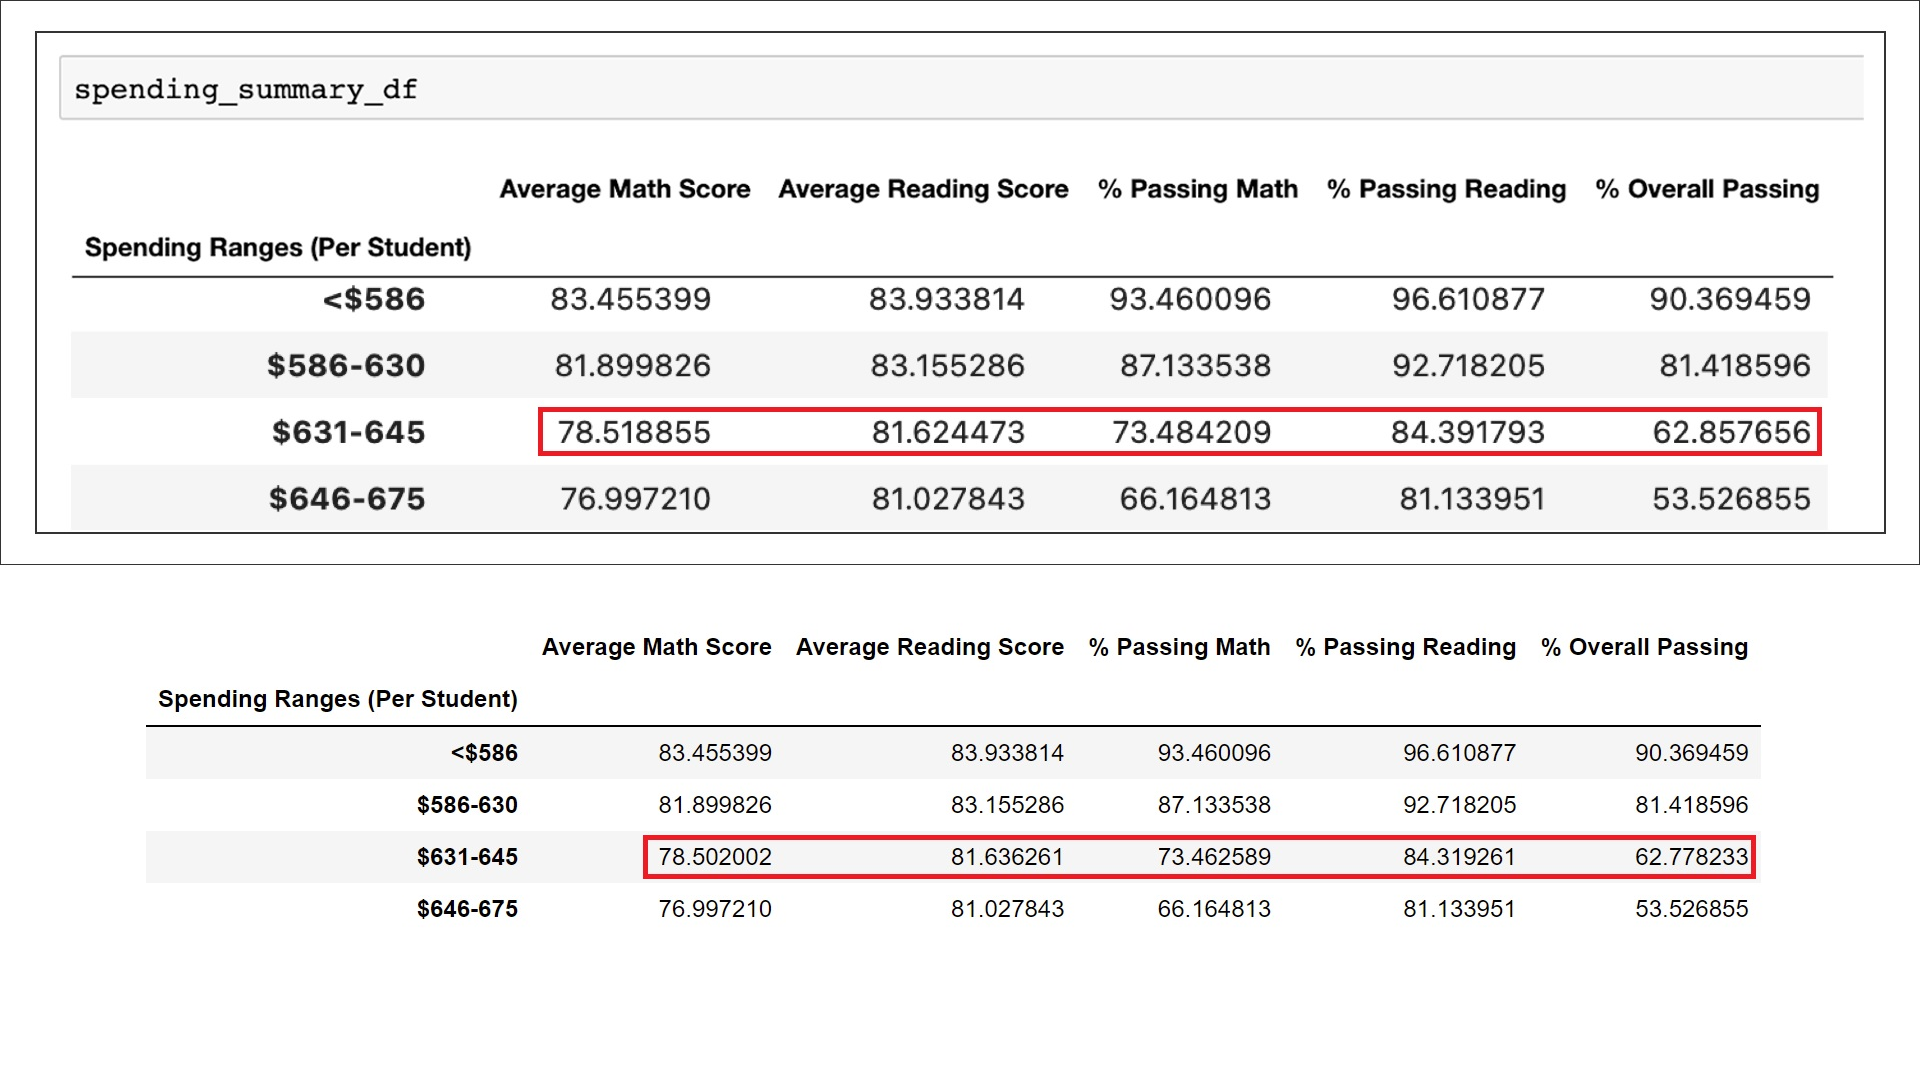 spending_summary_df
Average Math Score Average Reading Score % Passing Math % Passing Reading % Overall Passing
Spending Ranges (Per Student)
<$586 83.455399 83.933814 93.460096 96.610877 90.369459
$586-630 81.899826 83.155286 87.133538 92.718205 81.418596
$631-645 78.518855 81.624473 73.484209 84.391793 62.857656
$646-675 76.997210 81.027843 66.164813 81.133951 53.526855
Average Math Score Average Reading Score % Passing Math % Passing Reading % Overall Passing
Spending Ranges (Per Student)
<$586 83.455399 83.933814 93.460096 96.610877 90.369459
$586-630 81.899826 83.155286 87.133538 92.718205 81.418596
$631-645 78.502002 81.636261 73.462589 84.319261 62.778233
$646-675 76.997210 81.027843 66.164813 81.133951 53.526855